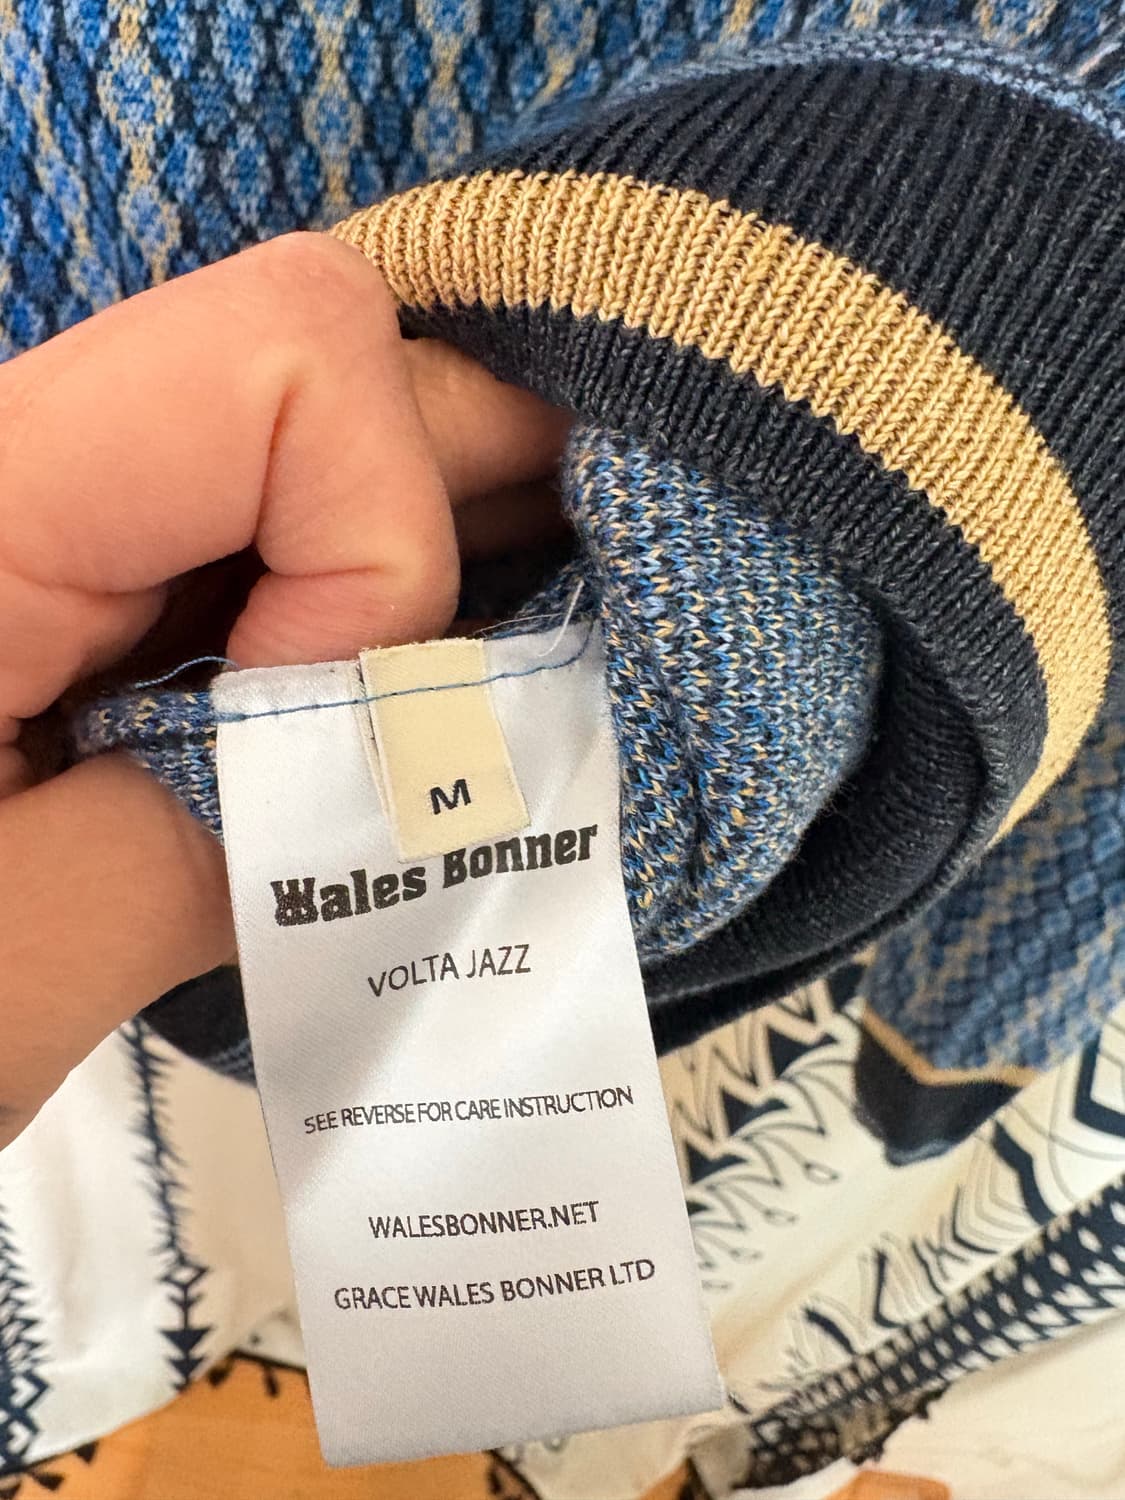 M
Wales Bonner
VOLTA JAZZ
SEE REVERSE FOR CARE INSTRUCTION
WALESBONNER.NET
GRACE WALES BONNER LTD